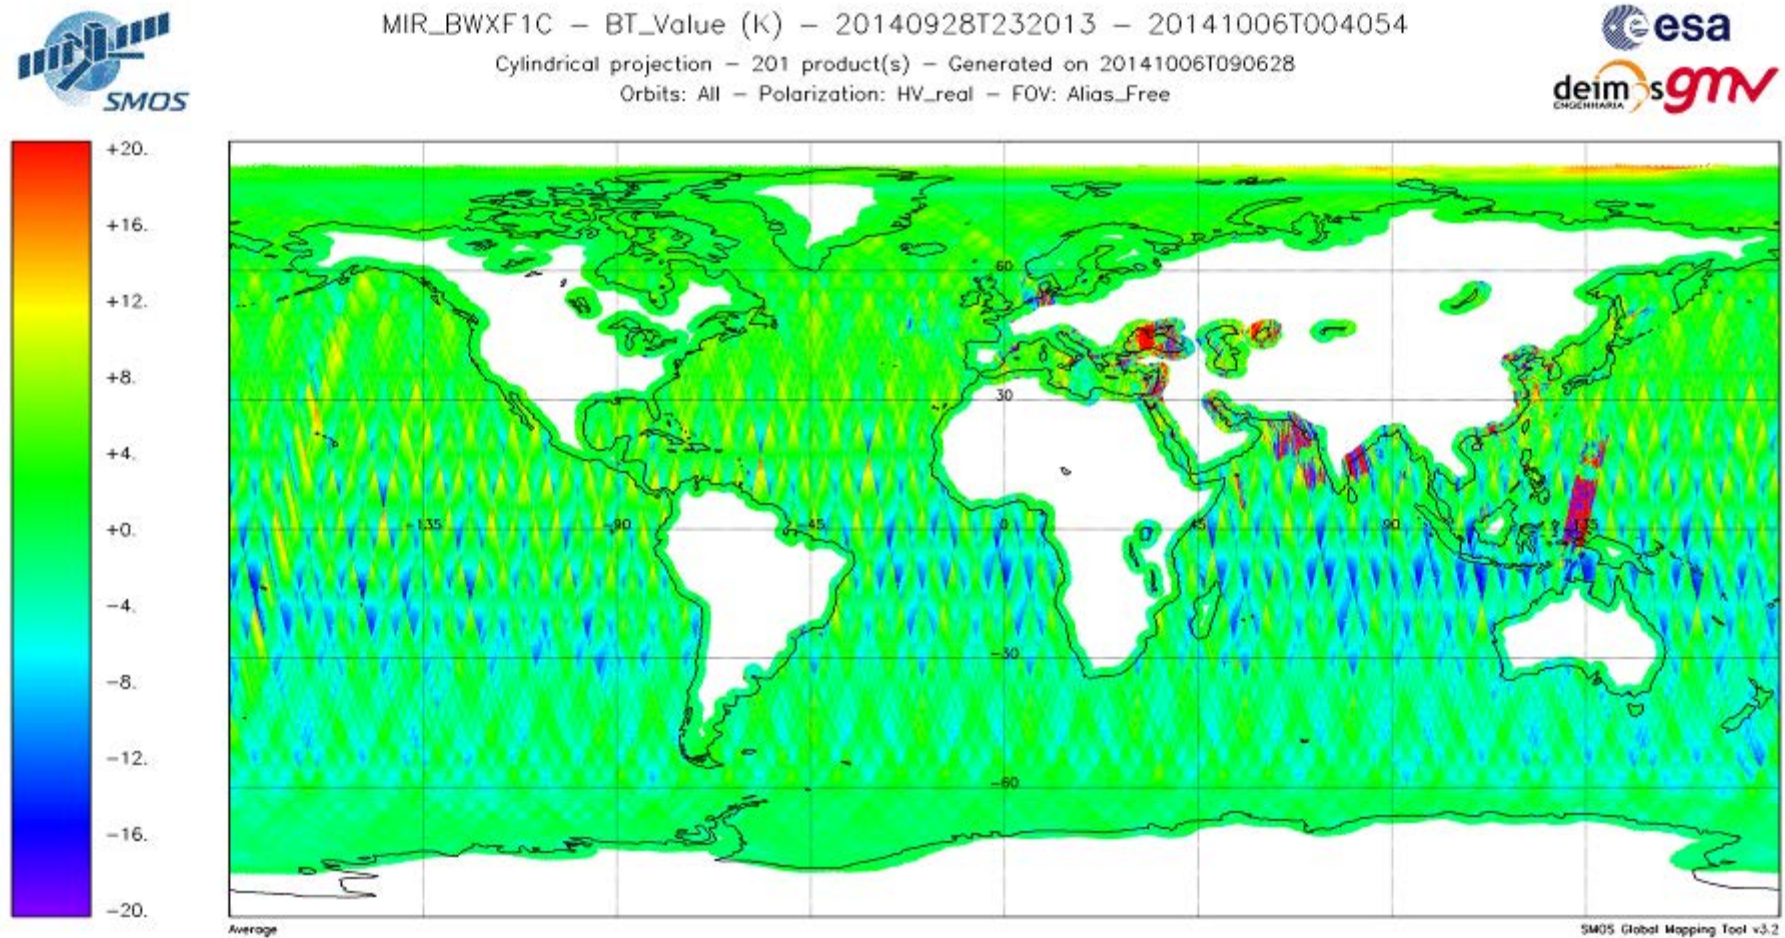 MIR_BWXF1C – BT_Value (K) – 20140928T232013 – 20141006T004054
Cylindrical projection – 201 product(s) – Generated on 20141006T090628
Orbits: All – Polarization: HV_real – FOV: Alias_Free
SMOS
esa
deimos
ENGENHARIA
gmv
+20.
+16.
+12.
+8.
+4.
+0.
−4.
−8.
−12.
−16.
−20.
60
30
−135
−90
−45
0
45
90
135
−30
−60
Average
SMOS Global Mapping Tool v3.2